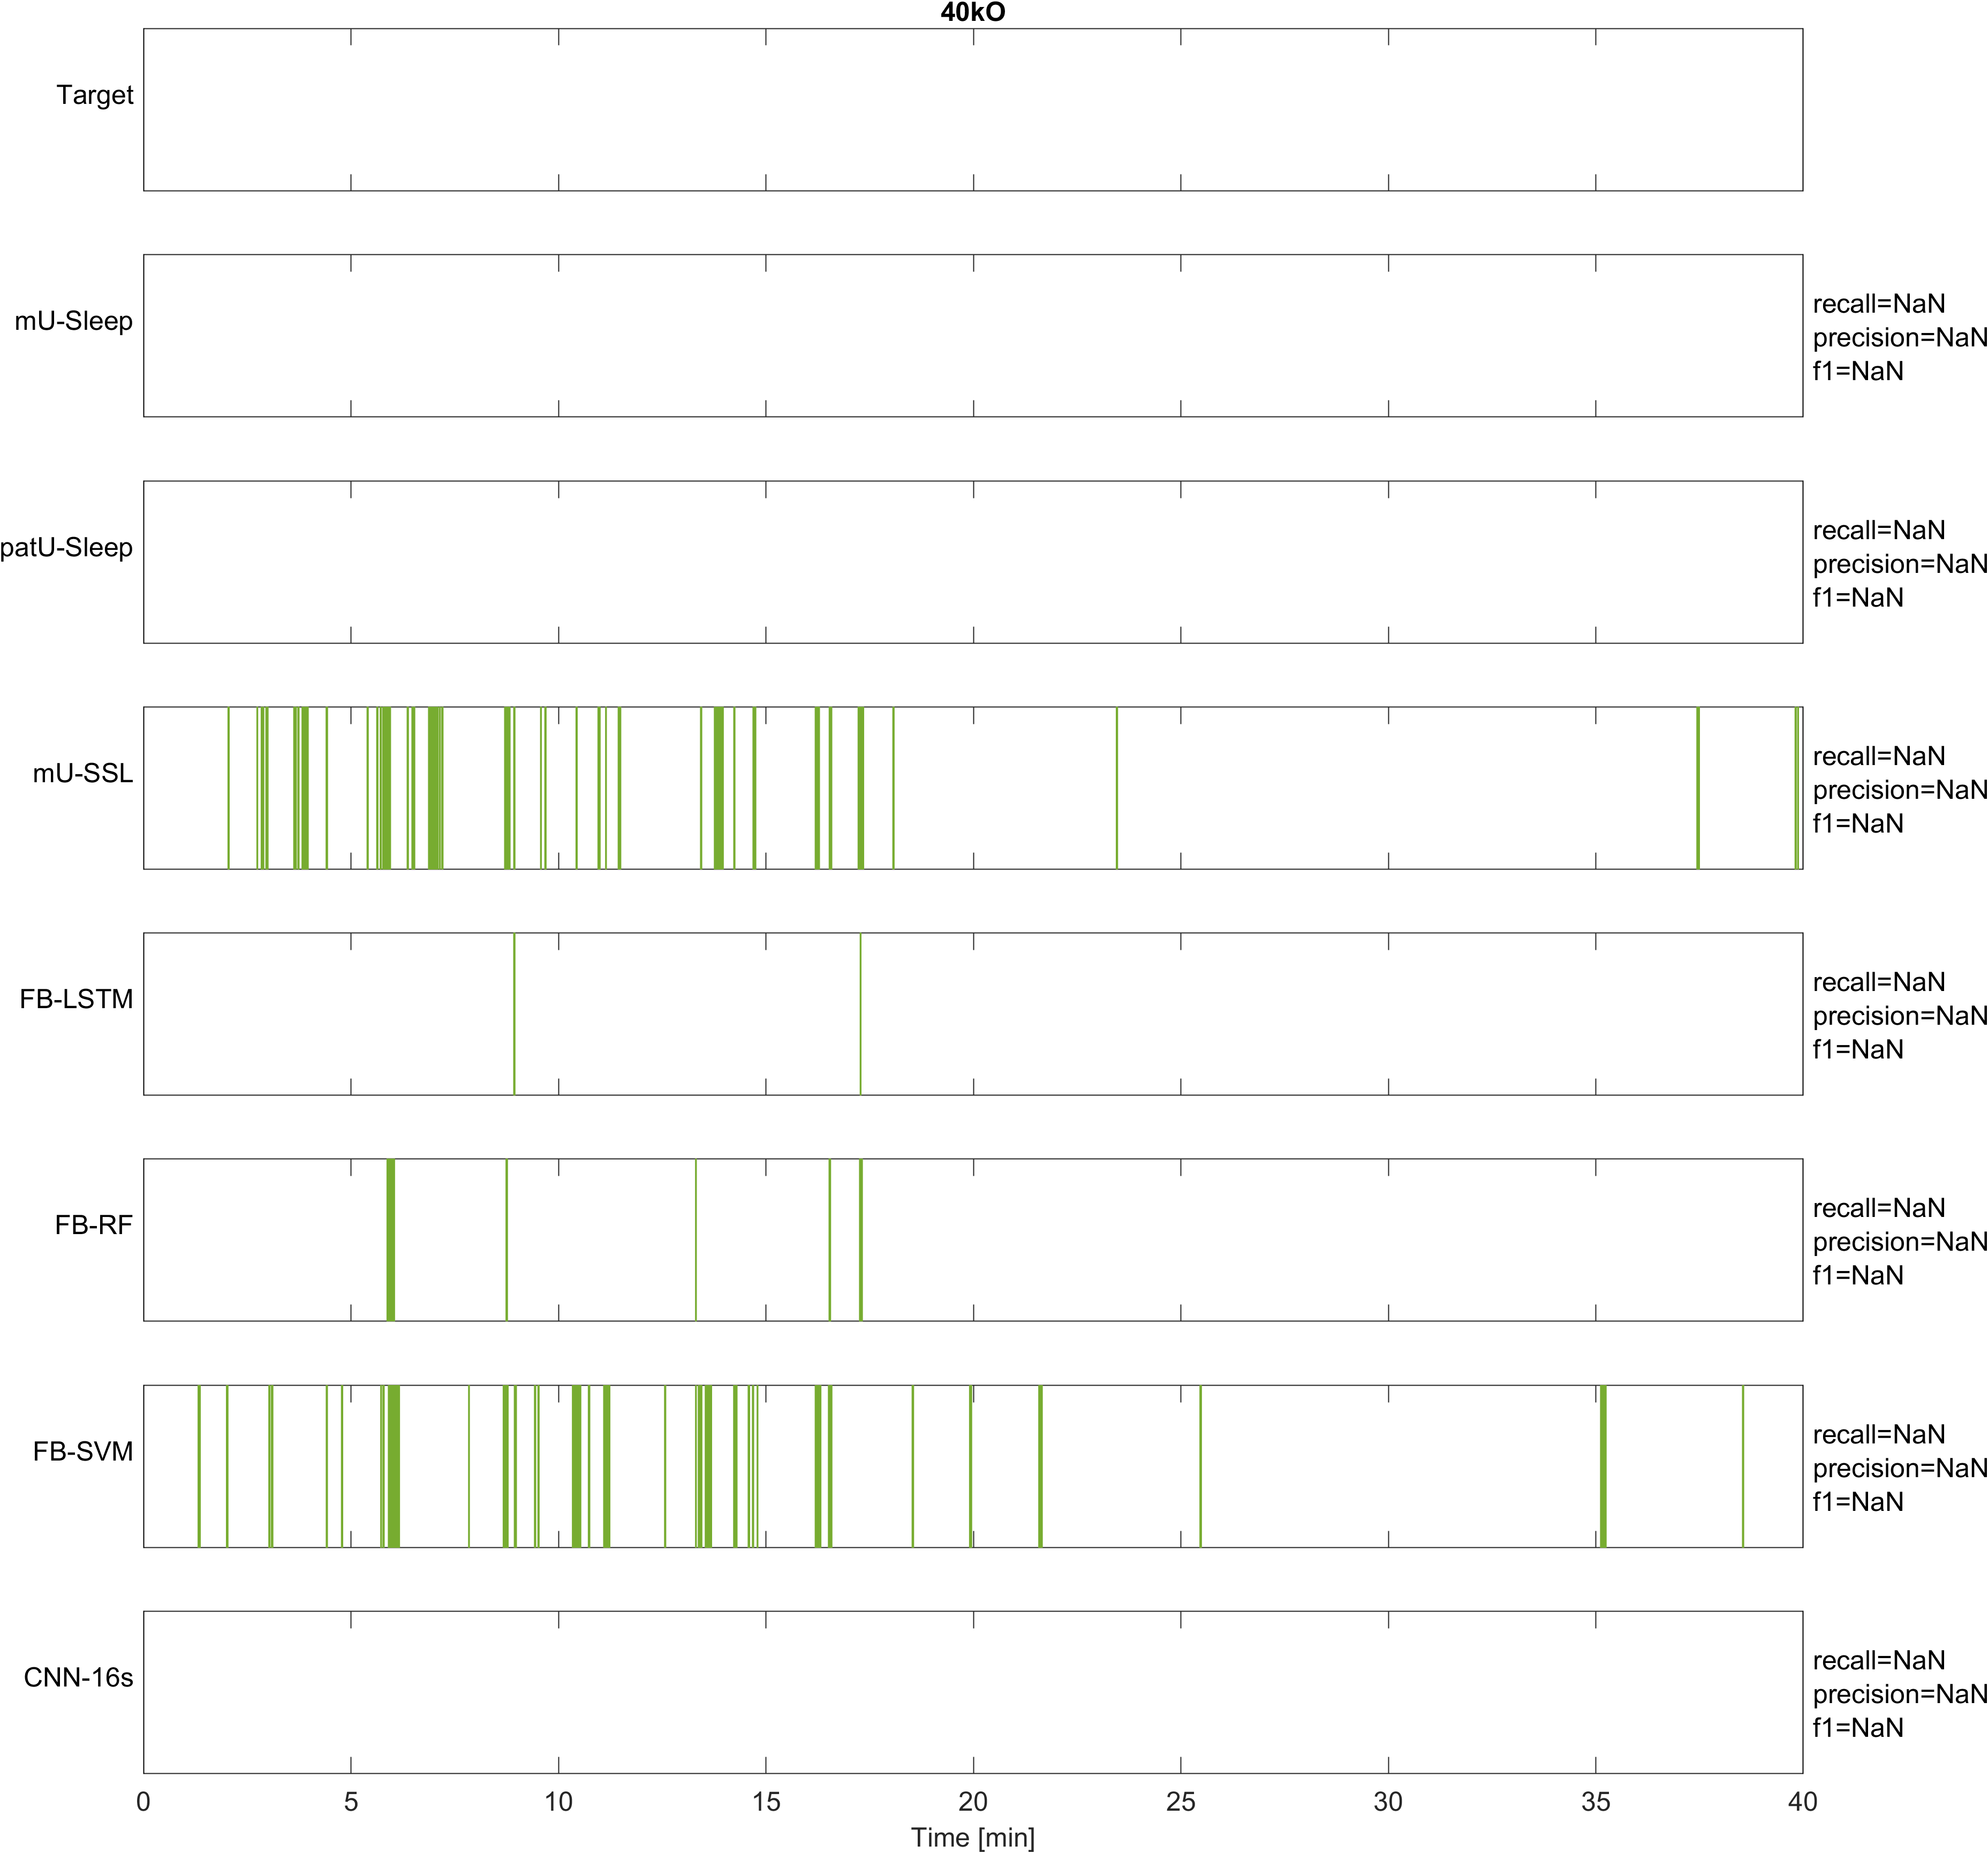 40kO
Target
mU-Sleep
recall=NaN
precision=NaN
f1=NaN
patU-Sleep
recall=NaN
precision=NaN
f1=NaN
mU-SSL
recall=NaN
precision=NaN
f1=NaN
FB-LSTM
recall=NaN
precision=NaN
f1=NaN
FB-RF
recall=NaN
precision=NaN
f1=NaN
FB-SVM
recall=NaN
precision=NaN
f1=NaN
CNN-16s
recall=NaN
precision=NaN
f1=NaN
0 5 10 15 20 25 30 35 40
Time [min]